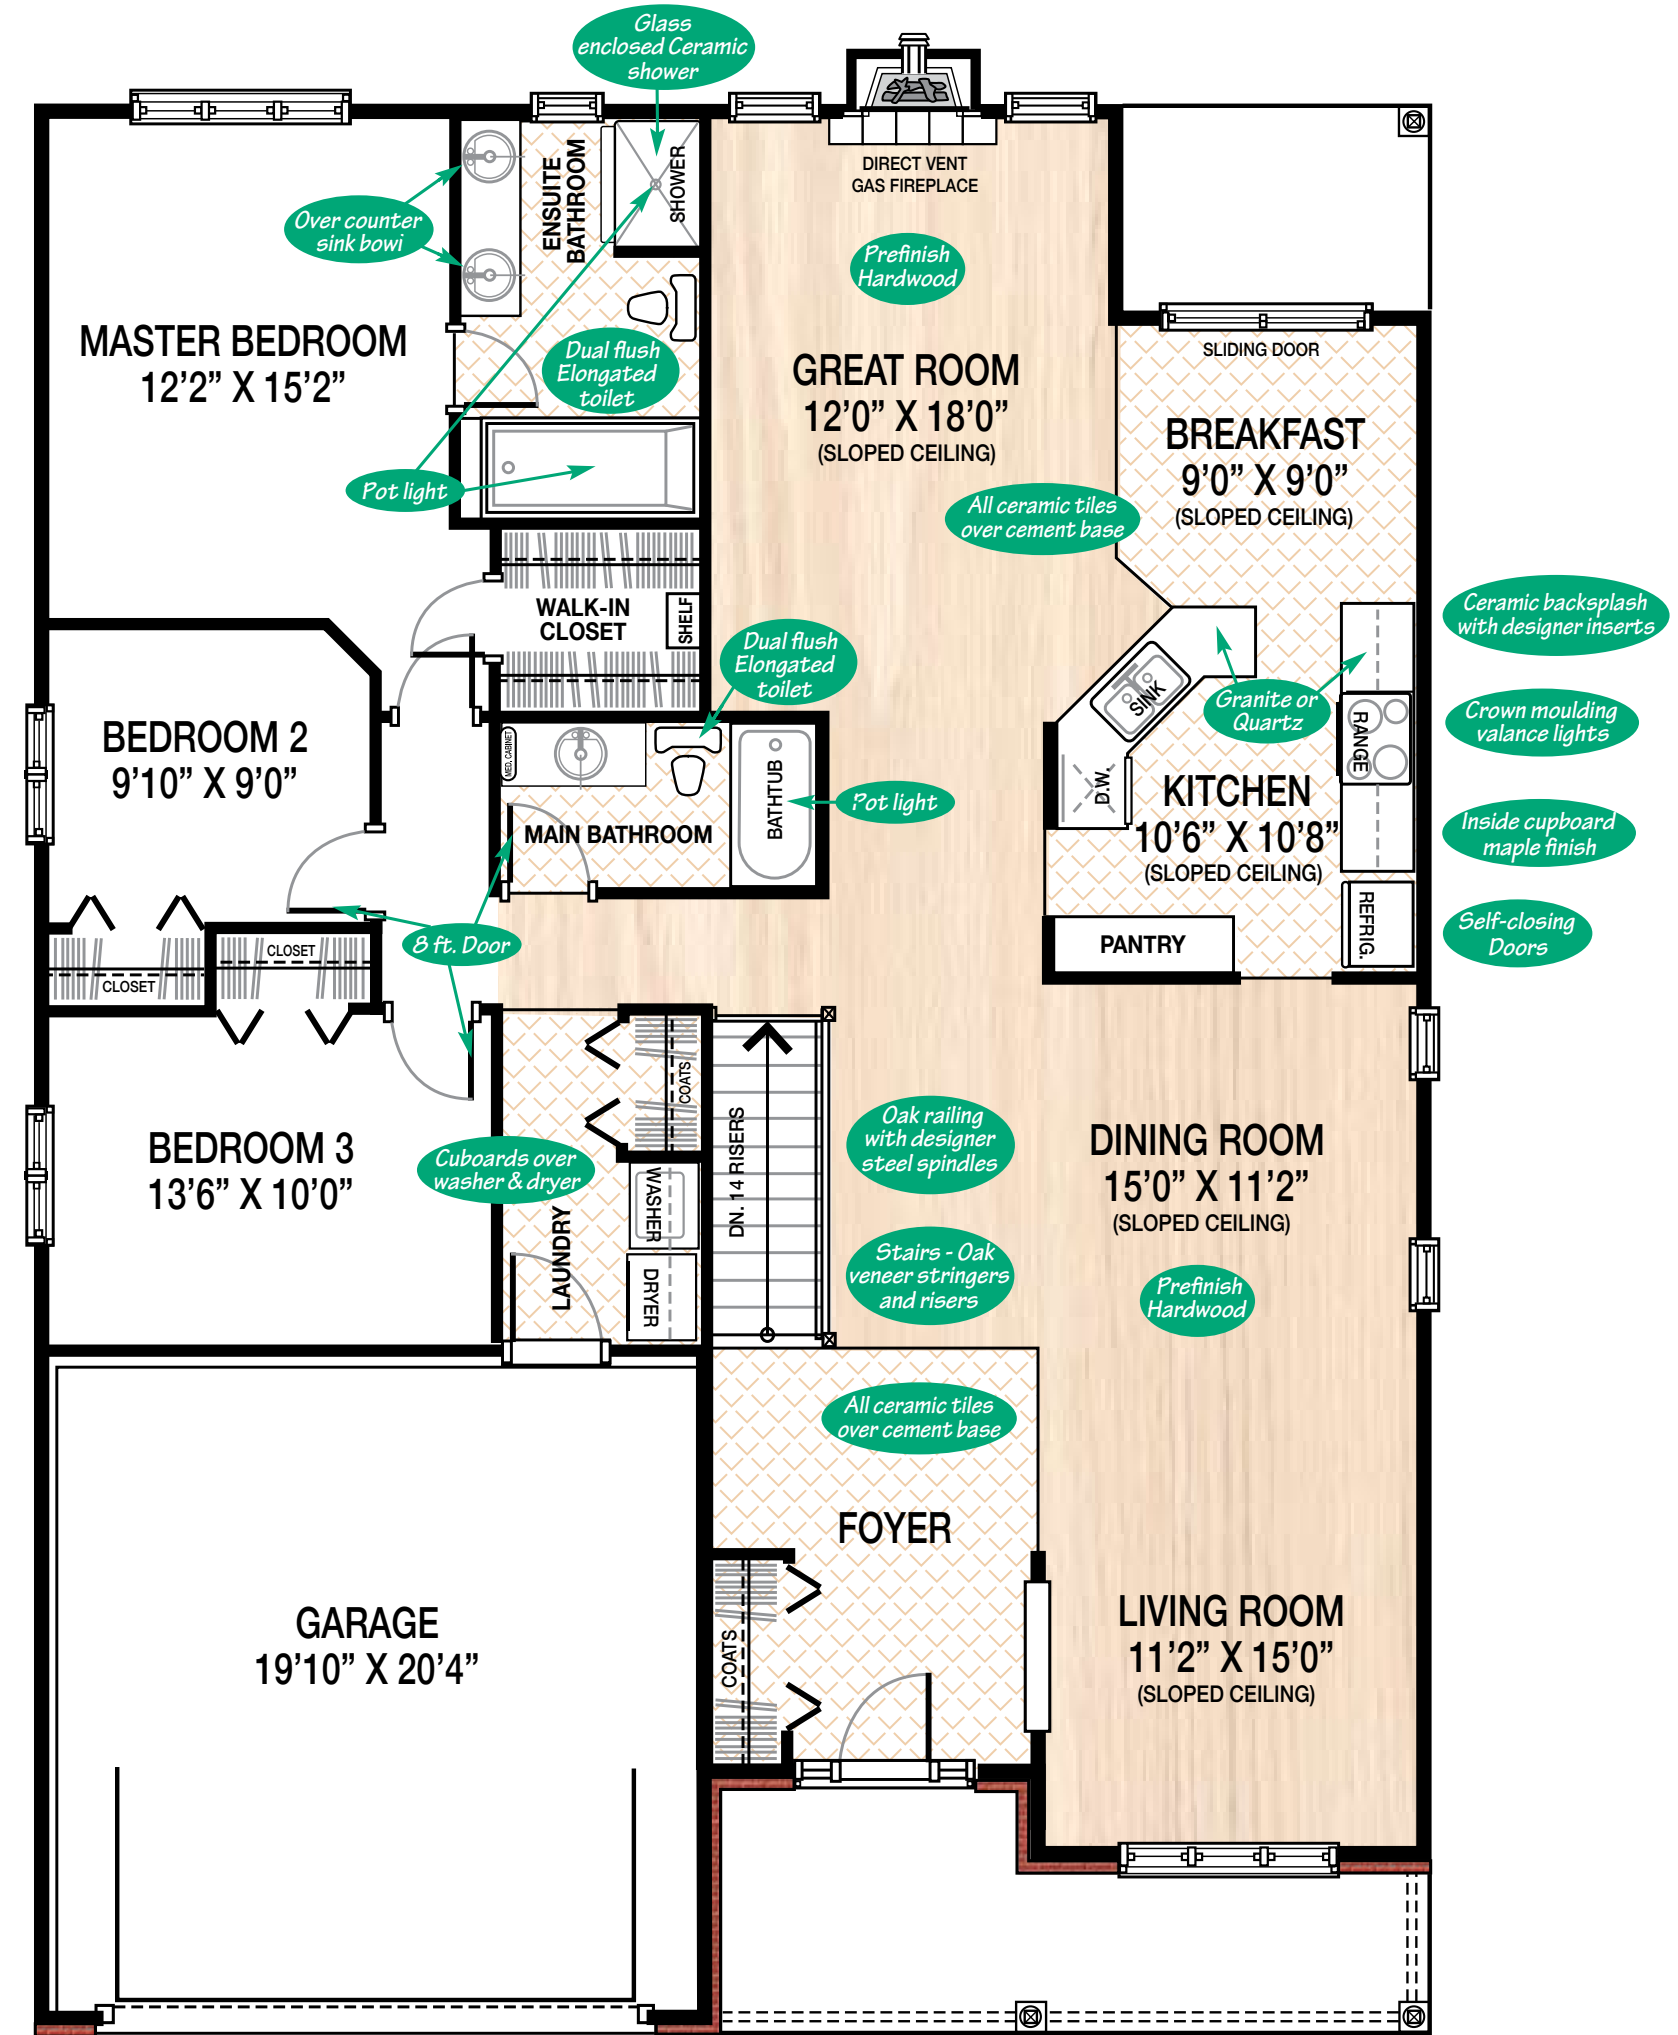 Glass
enclosed Ceramic
shower
ENSUITE
BATHROOM
SHOWER
DIRECT VENT
GAS FIREPLACE
Over counter
sink bowi
Prefinish
Hardwood
MASTER BEDROOM
12'2” X 15'2”
Dual flush
Elongated
toilet
GREAT ROOM
12'0” X 18'0”
(SLOPED CEILING)
SLIDING DOOR
BREAKFAST
9'0” X 9'0”
(SLOPED CEILING)
Pot light
All ceramic tiles
over cement base
WALK-IN
CLOSET
SHELF
Dual flush
Elongated
toilet
Ceramic backsplash
with designer inserts
SINK
Granite or
Quartz
RANGE
Crown moulding
valance lights
BEDROOM 2
9'10” X 9'0”
MED. CABINET
BATHTUB
Pot light
D.W.
KITCHEN
10'6” X 10'8”
(SLOPED CEILING)
MAIN BATHROOM
Inside cupboard
maple finish
8 ft. Door
CLOSET
CLOSET
PANTRY
REFRIG.
Self-closing
Doors
COATS
DN. 14 RISERS
Oak railing
with designer
steel spindles
DINING ROOM
15'0” X 11'2”
(SLOPED CEILING)
BEDROOM 3
13'6” X 10'0”
Cuboards over
washer & dryer
WASHER
LAUNDRY
DRYER
Stairs - Oak
veneer stringers
and risers
Prefinish
Hardwood
All ceramic tiles
over cement base
FOYER
COATS
GARAGE
19'10” X 20'4”
LIVING ROOM
11'2” X 15'0”
(SLOPED CEILING)